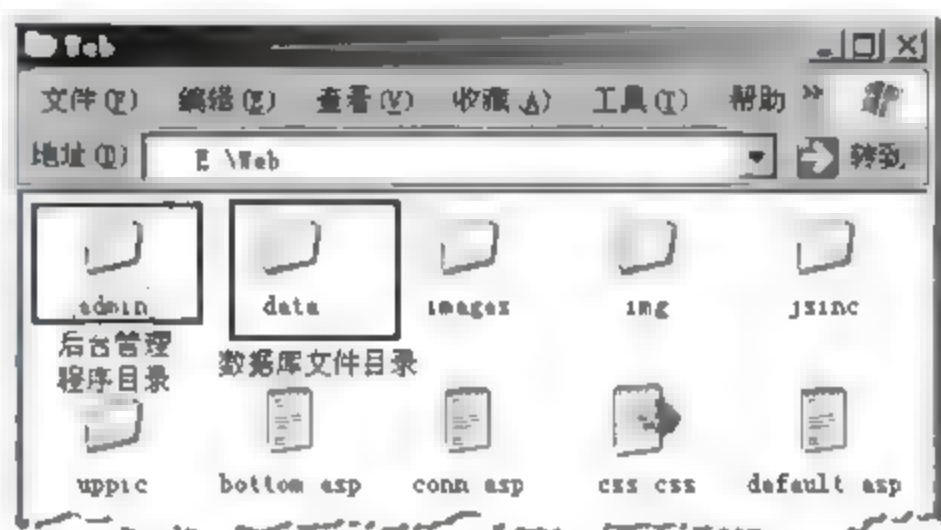 Web
文件(F) 编辑(E) 查看(V) 收藏(A) 工具(T) 帮助 »
地址(D) E \Web 转到
admin data images img jsinc
后台管理
程序目录 数据库文件目录
uppic bottom asp conn asp css css default asp